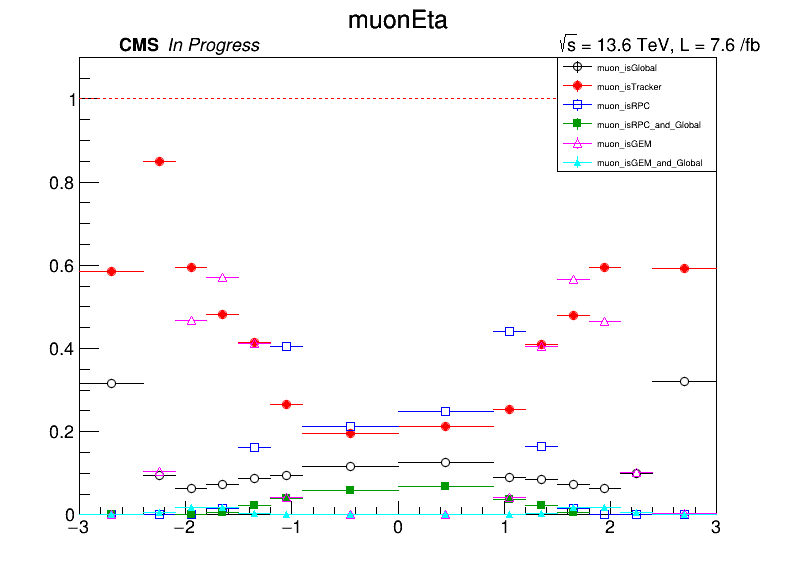 muonEta
CMS In Progress
√s = 13.6 TeV, L = 7.6 /fb
muon_isGlobal
muon_isTracker
muon_isRPC
muon_isRPC_and_Global
muon_isGEM
muon_isGEM_and_Global
1
0.8
0.6
0.4
0.2
0
−3 −2 −1 0 1 2 3